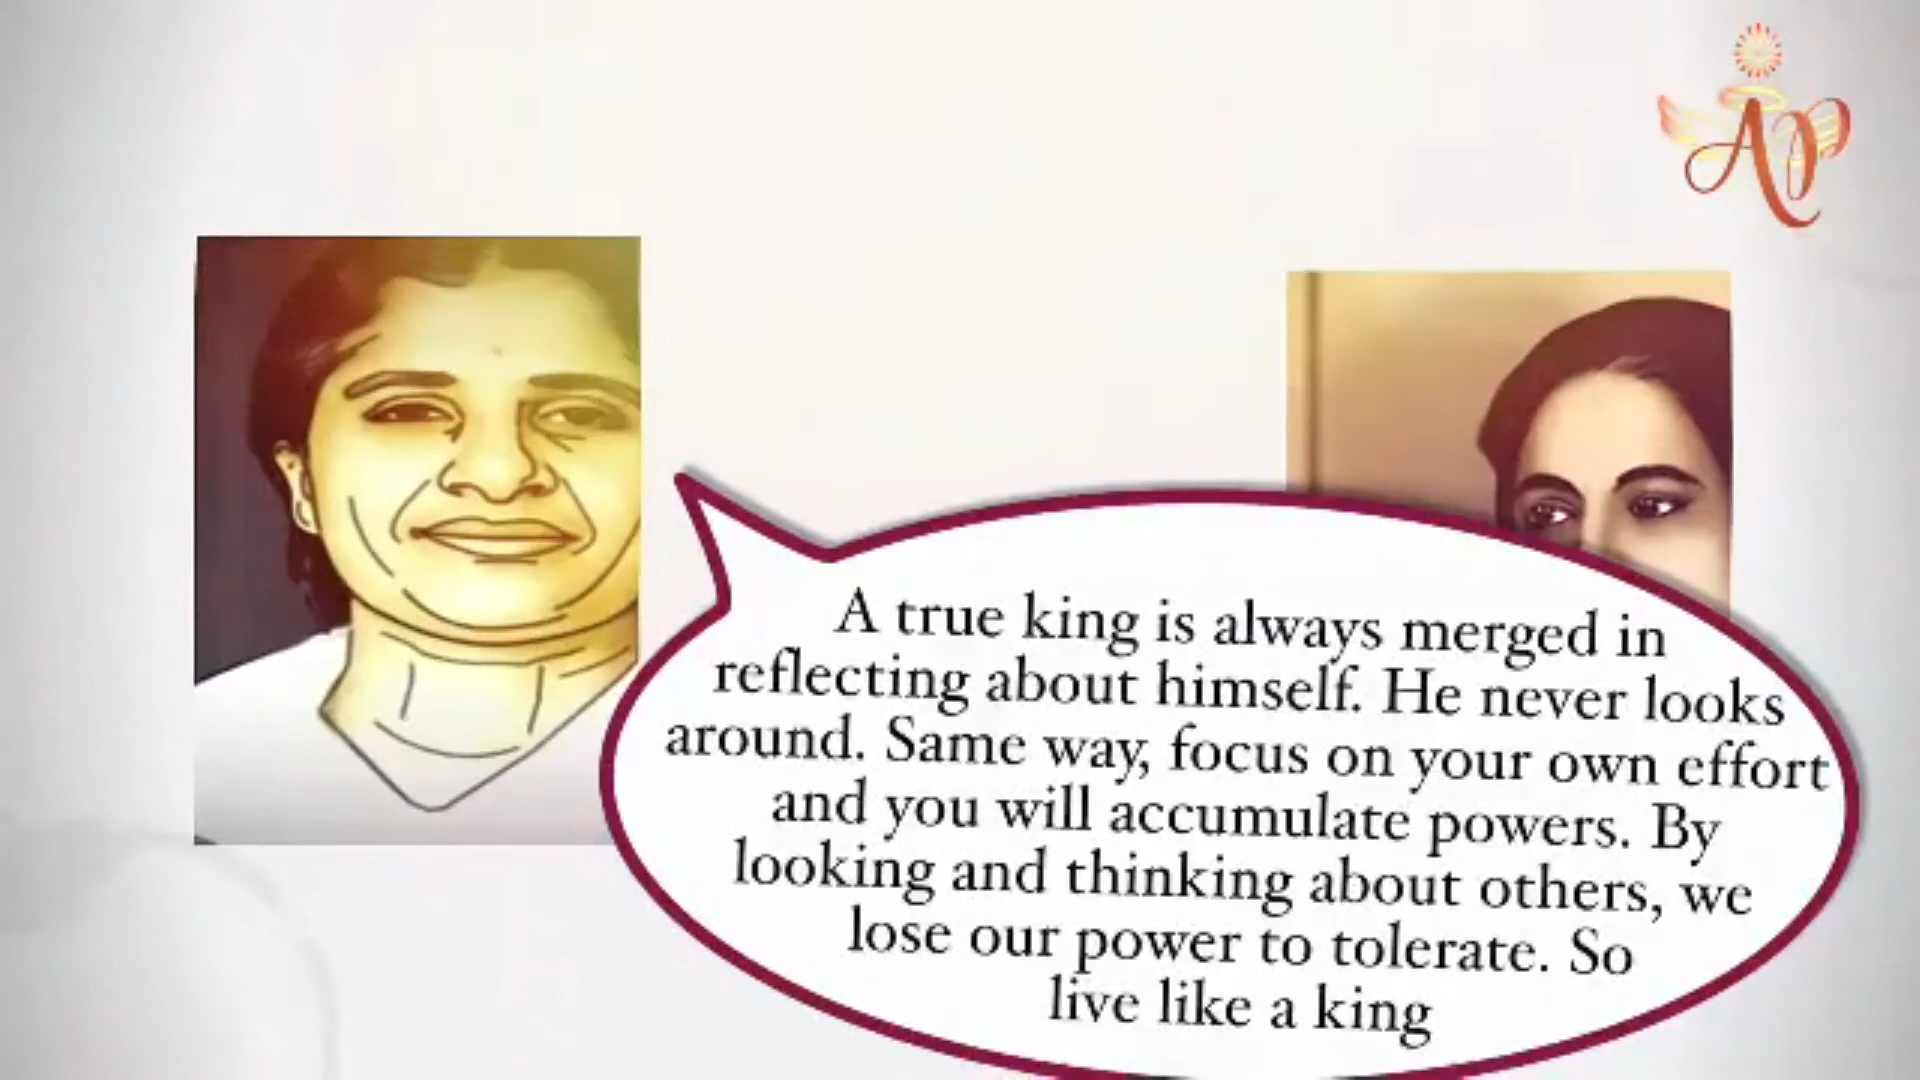 AP
A true king is always merged in
reflecting about himself. He never looks
around. Same way, focus on your own effort
and you will accumulate powers. By
looking and thinking about others, we
lose our power to tolerate. So
live like a king